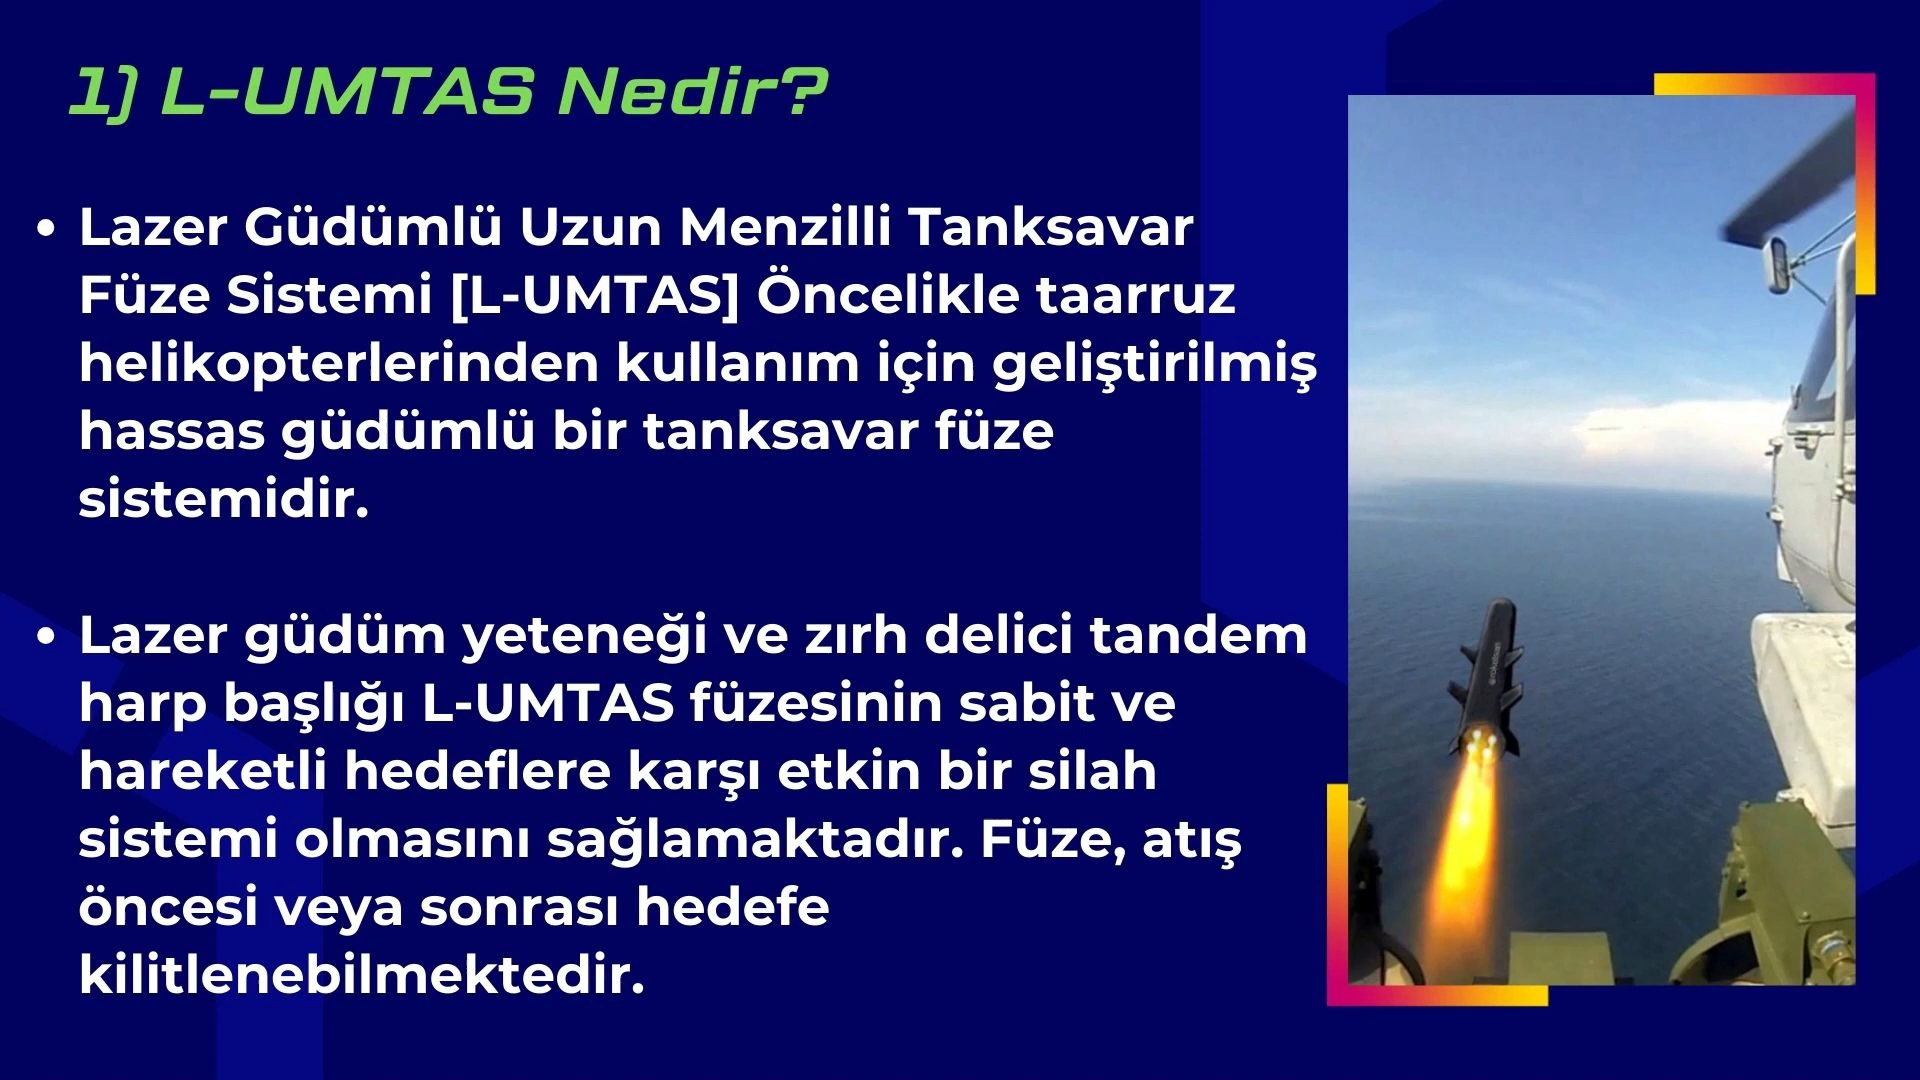 1) L-UMTAS Nedir?
• Lazer Güdümlü Uzun Menzilli Tanksavar
Füze Sistemi [L-UMTAS] Öncelikle taarruz
helikopterlerinden kullanım için geliştirilmiş
hassas güdümlü bir tanksavar füze
sistemidir.
• Lazer güdüm yeteneği ve zırh delici tandem
harp başlığı L-UMTAS füzesinin sabit ve
hareketli hedeflere karşı etkin bir silah
sistemi olmasını sağlamaktadır. Füze, atış
öncesi veya sonrası hedefe
kilitlenebilmektedir.
roketsan